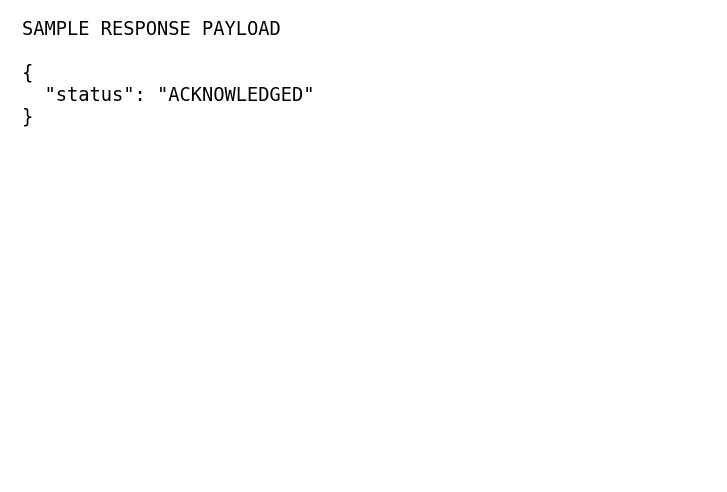 SAMPLE RESPONSE PAYLOAD
{
"status": "ACKNOWLEDGED"
}